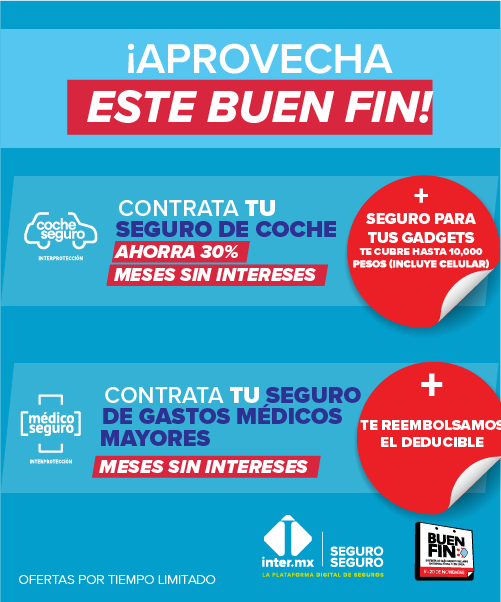 ¡APROVECHA
ESTE BUEN FIN!
coche
seguro
INTERPROTECCIÓN
CONTRATA TU
SEGURO DE COCHE
AHORRA 30%
MESES SIN INTERESES
+
SEGURO PARA
TUS GADGETS
TE CUBRE HASTA 10,000
PESOS (INCLUYE CELULAR)
médico
seguro
INTERPROTECCIÓN
CONTRATA TU SEGURO
DE GASTOS MÉDICOS
MAYORES
MESES SIN INTERESES
+
TE REEMBOLSAMOS
EL DEDUCIBLE
inter.mx
SEGURO
SEGURO
LA PLATAFORMA DIGITAL DE SEGUROS
BUEN
FIN
OFERTAS POR TIEMPO LIMITADO